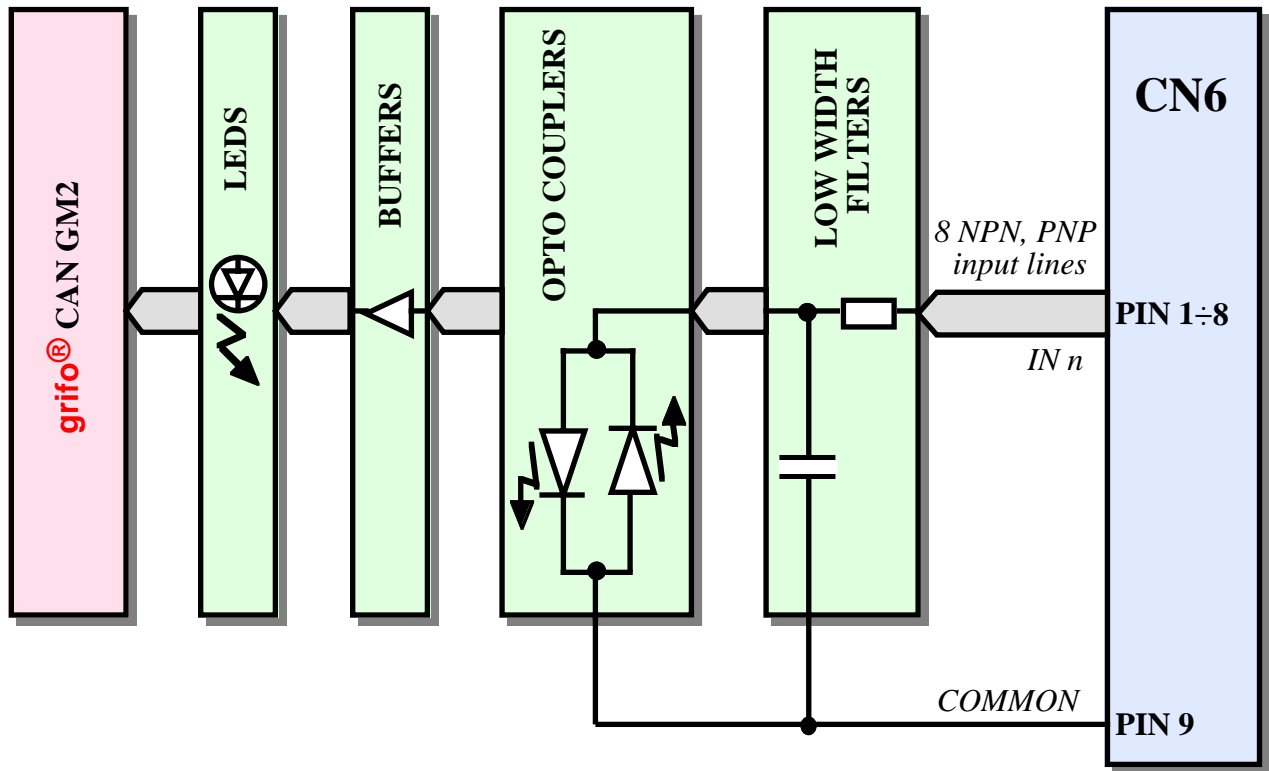 grifo® CAN GM2
LEDS
BUFFERS
OPTO COUPLERS
LOW WIDTH
FILTERS
CN6
8 NPN, PNP
input lines
PIN 1÷8
IN n
COMMON
PIN 9